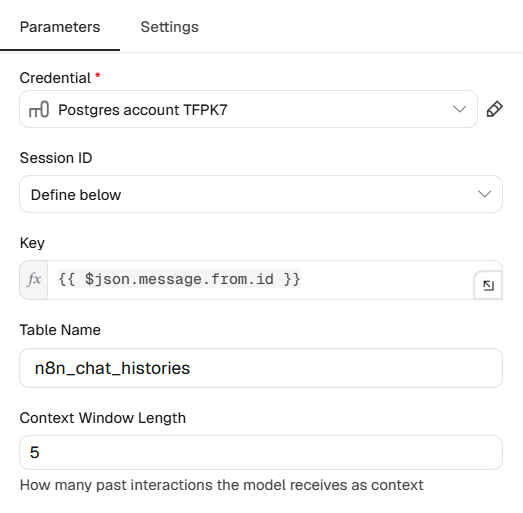 Parameters Settings
Credential *
Postgres account TFPK7
Session ID
Define below
Key
fx {{ $json.message.from.id }}
Table Name
n8n_chat_histories
Context Window Length
5
How many past interactions the model receives as context